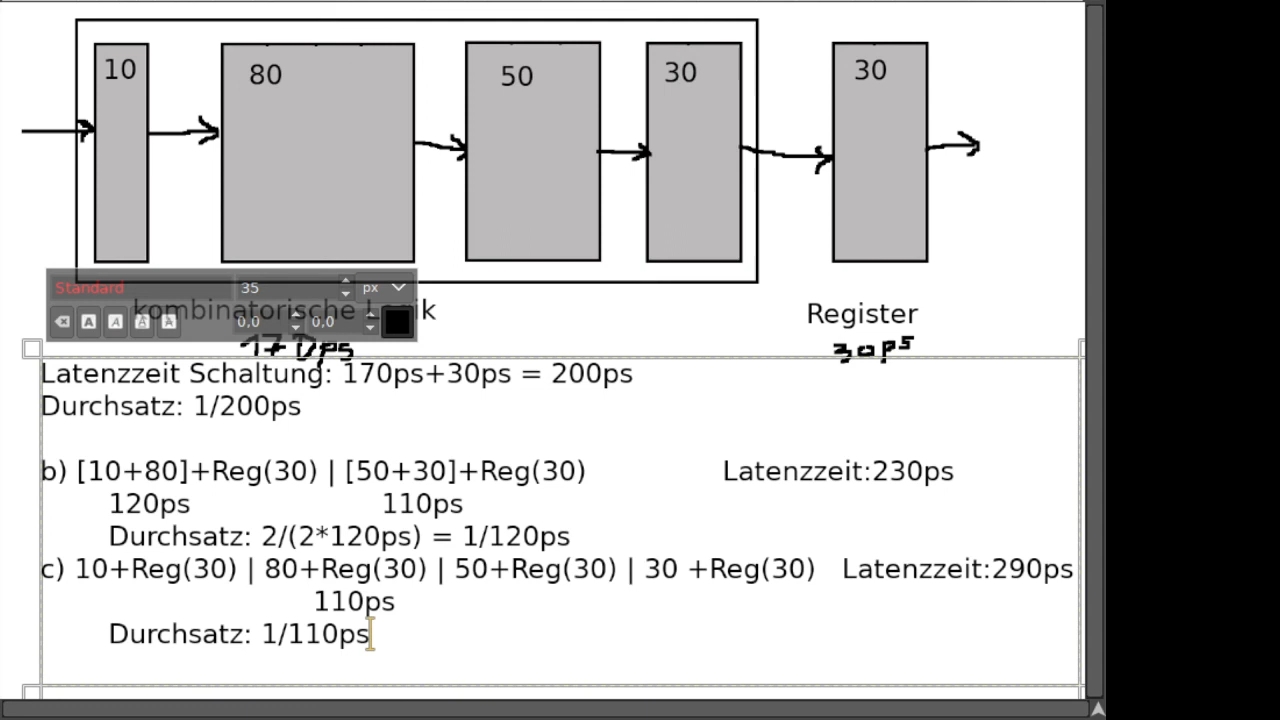 10 80 50 30 30
Standard 35 px
kombinatorische Logik Register
0,0 0,0
170ps 30ps
Latenzzeit Schaltung: 170ps+30ps = 200ps
Durchsatz: 1/200ps
b) [10+80]+Reg(30) | [50+30]+Reg(30) Latenzzeit:230ps
120ps 110ps
Durchsatz: 2/(2*120ps) = 1/120ps
c) 10+Reg(30) | 80+Reg(30) | 50+Reg(30) | 30 +Reg(30) Latenzzeit:290ps
110ps
Durchsatz: 1/110ps